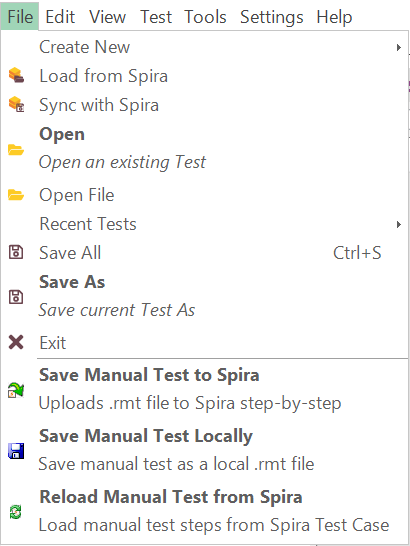 File Edit View Test Tools Settings Help
Create New
Load from Spira
Sync with Spira
Open
Open an existing Test
Open File
Recent Tests
Save All Ctrl+S
Save As
Save current Test As
Exit
Save Manual Test to Spira
Uploads .rmt file to Spira step-by-step
Save Manual Test Locally
Save manual test as a local .rmt file
Reload Manual Test from Spira
Load manual test steps from Spira Test Case